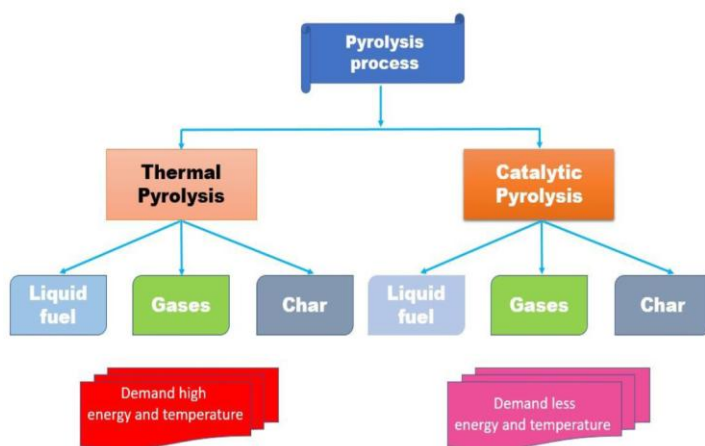 Pyrolysis
process
Thermal
Pyrolysis
Catalytic
Pyrolysis
Liquid
fuel
Gases
Char
Liquid
fuel
Gases
Char
Demand high
energy and temperature
Demand less
energy and temperature